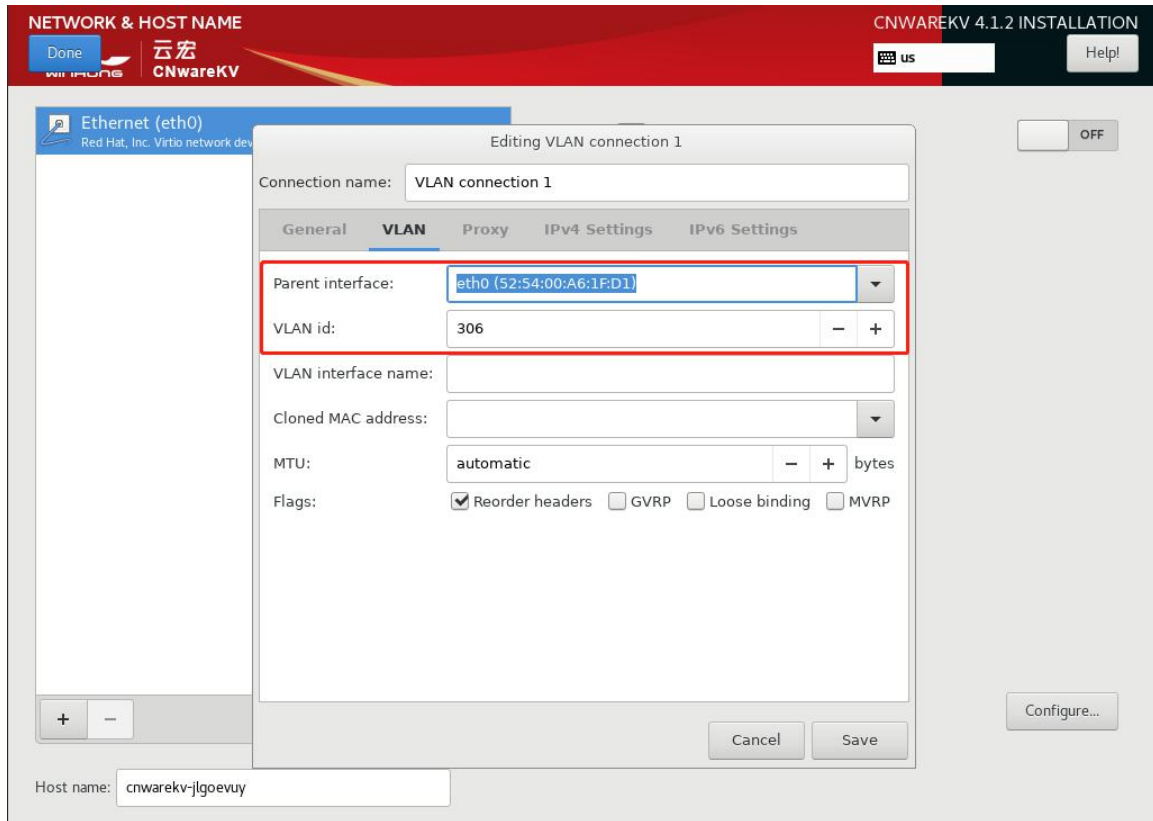 NETWORK & HOST NAME
CNWAREKV 4.1.2 INSTALLATION
Done
云宏
CNwareKV
us
Help!
Ethernet (eth0)
Red Hat, Inc. Virtio network dev
OFF
Editing VLAN connection 1
Connection name: VLAN connection 1
General VLAN Proxy IPv4 Settings IPv6 Settings
Parent interface: eth0 (52:54:00:A6:1F:D1)
VLAN id: 306 − +
VLAN interface name:
Cloned MAC address:
MTU: automatic − + bytes
Flags: Reorder headers GVRP Loose binding MVRP
+ −
Configure...
Cancel Save
Host name: cnwarekv-jlgoevuy